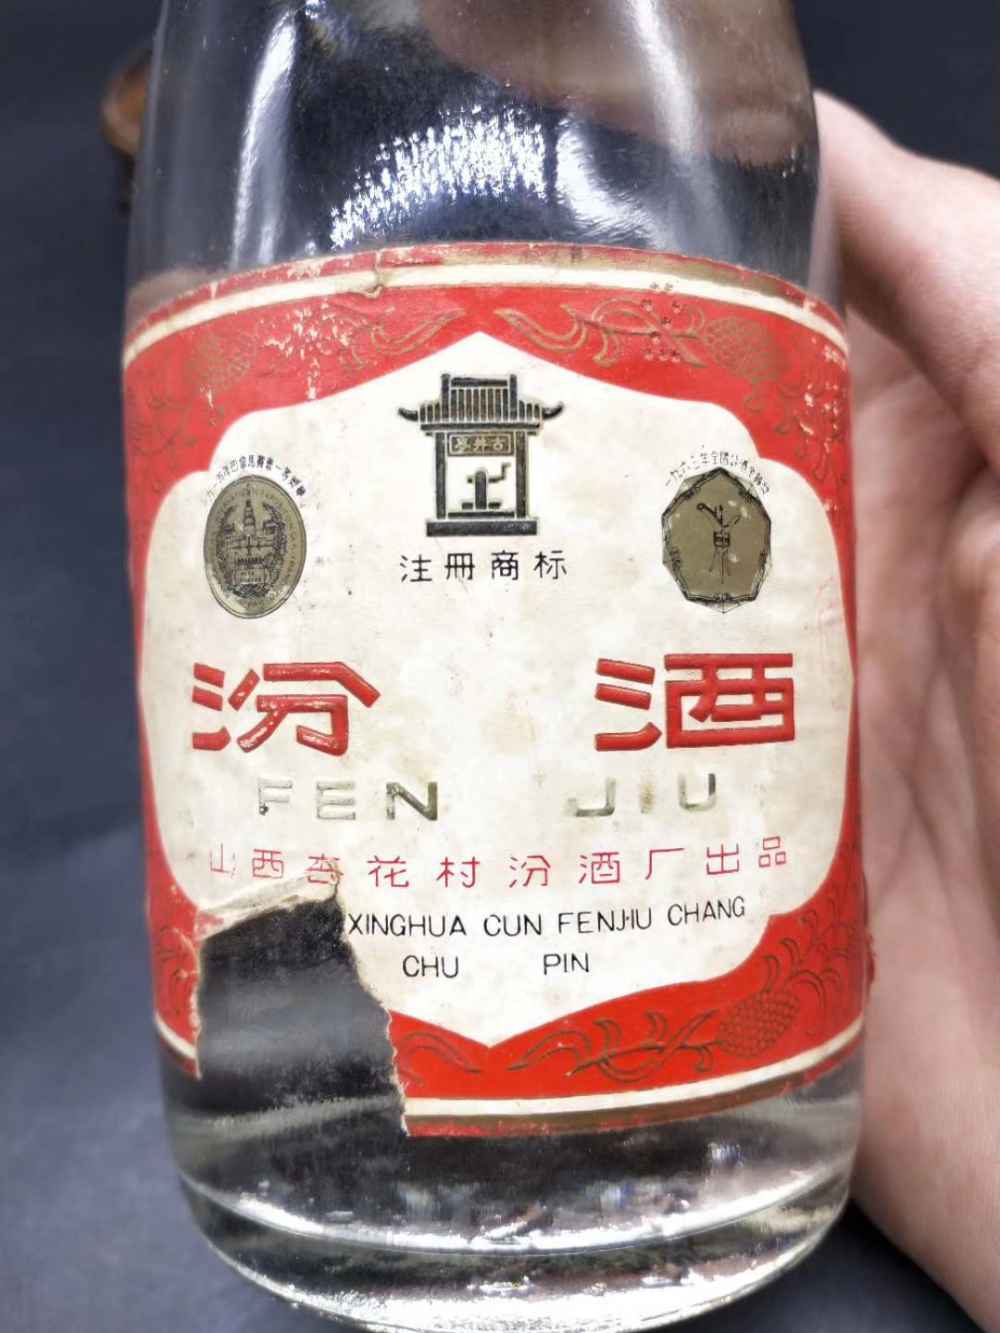 古井亭
注册商标
汾 酒
FEN JIU
山西杏花村汾酒厂出品
XINGHUA CUN FENJIU CHANG
CHU PIN